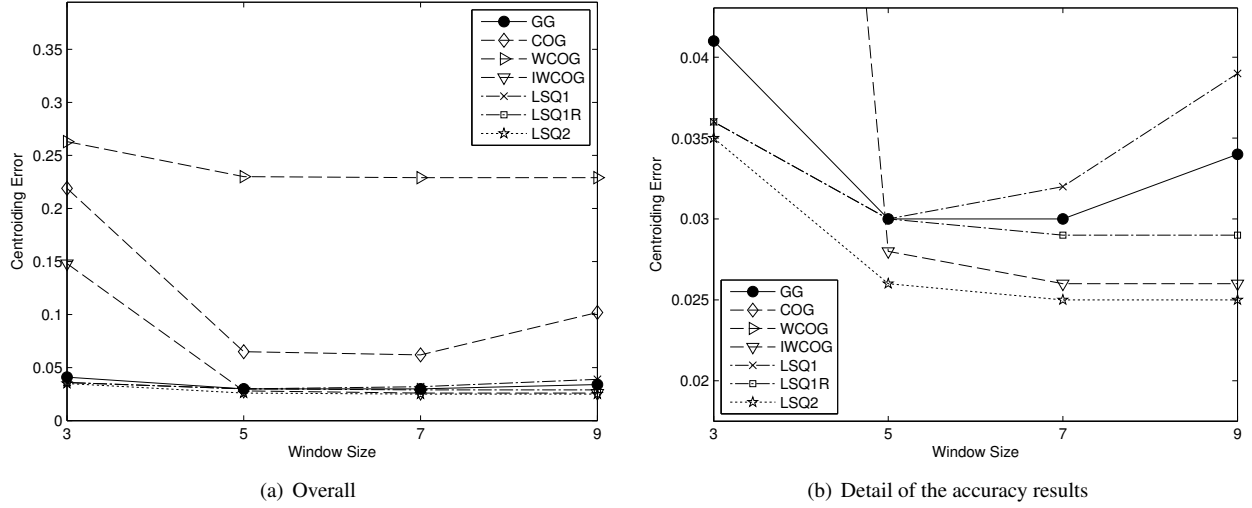 0.35
0.3
0.25
0.2
0.15
0.1
0.05
0
3
5
7
9
Centroiding Error
Window Size
GG
COG
WCOG
IWCOG
LSQ1
LSQ1R
LSQ2
(a) Overall
0.04
0.035
0.03
0.025
0.02
3
5
7
9
Centroiding Error
Window Size
GG
COG
WCOG
IWCOG
LSQ1
LSQ1R
LSQ2
(b) Detail of the accuracy results